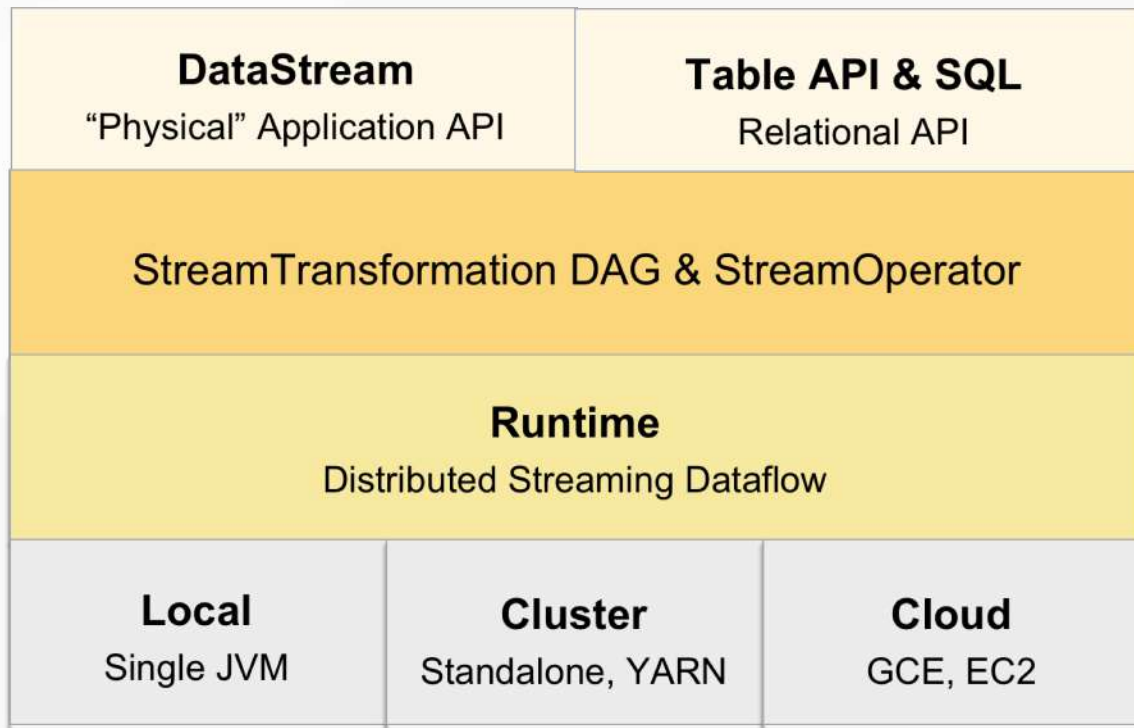 DataStream
“Physical” Application API
Table API & SQL
Relational API
StreamTransformation DAG & StreamOperator
Runtime
Distributed Streaming Dataflow
Local
Single JVM
Cluster
Standalone, YARN
Cloud
GCE, EC2